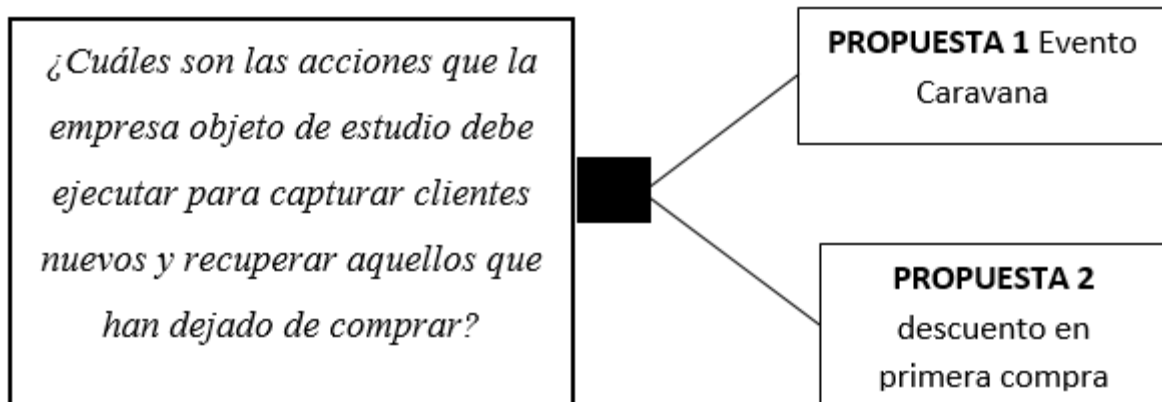 ¿Cuáles son las acciones que la
empresa objeto de estudio debe
ejecutar para capturar clientes
nuevos y recuperar aquellos que
han dejado de comprar?
PROPUESTA 1 Evento
Caravana
PROPUESTA 2
descuento en
primera compra